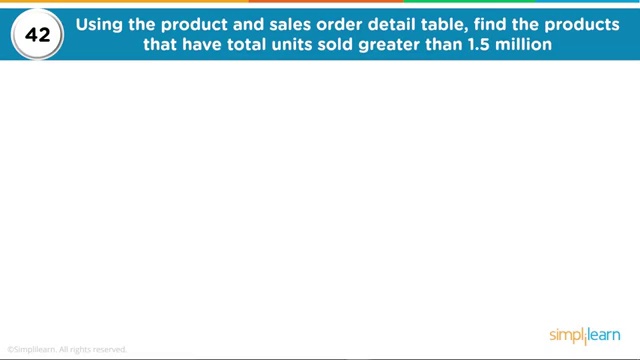 42
Using the product and sales order detail table, find the products
that have total units sold greater than 1.5 million
©Simplilearn. All rights reserved.
simplilearn